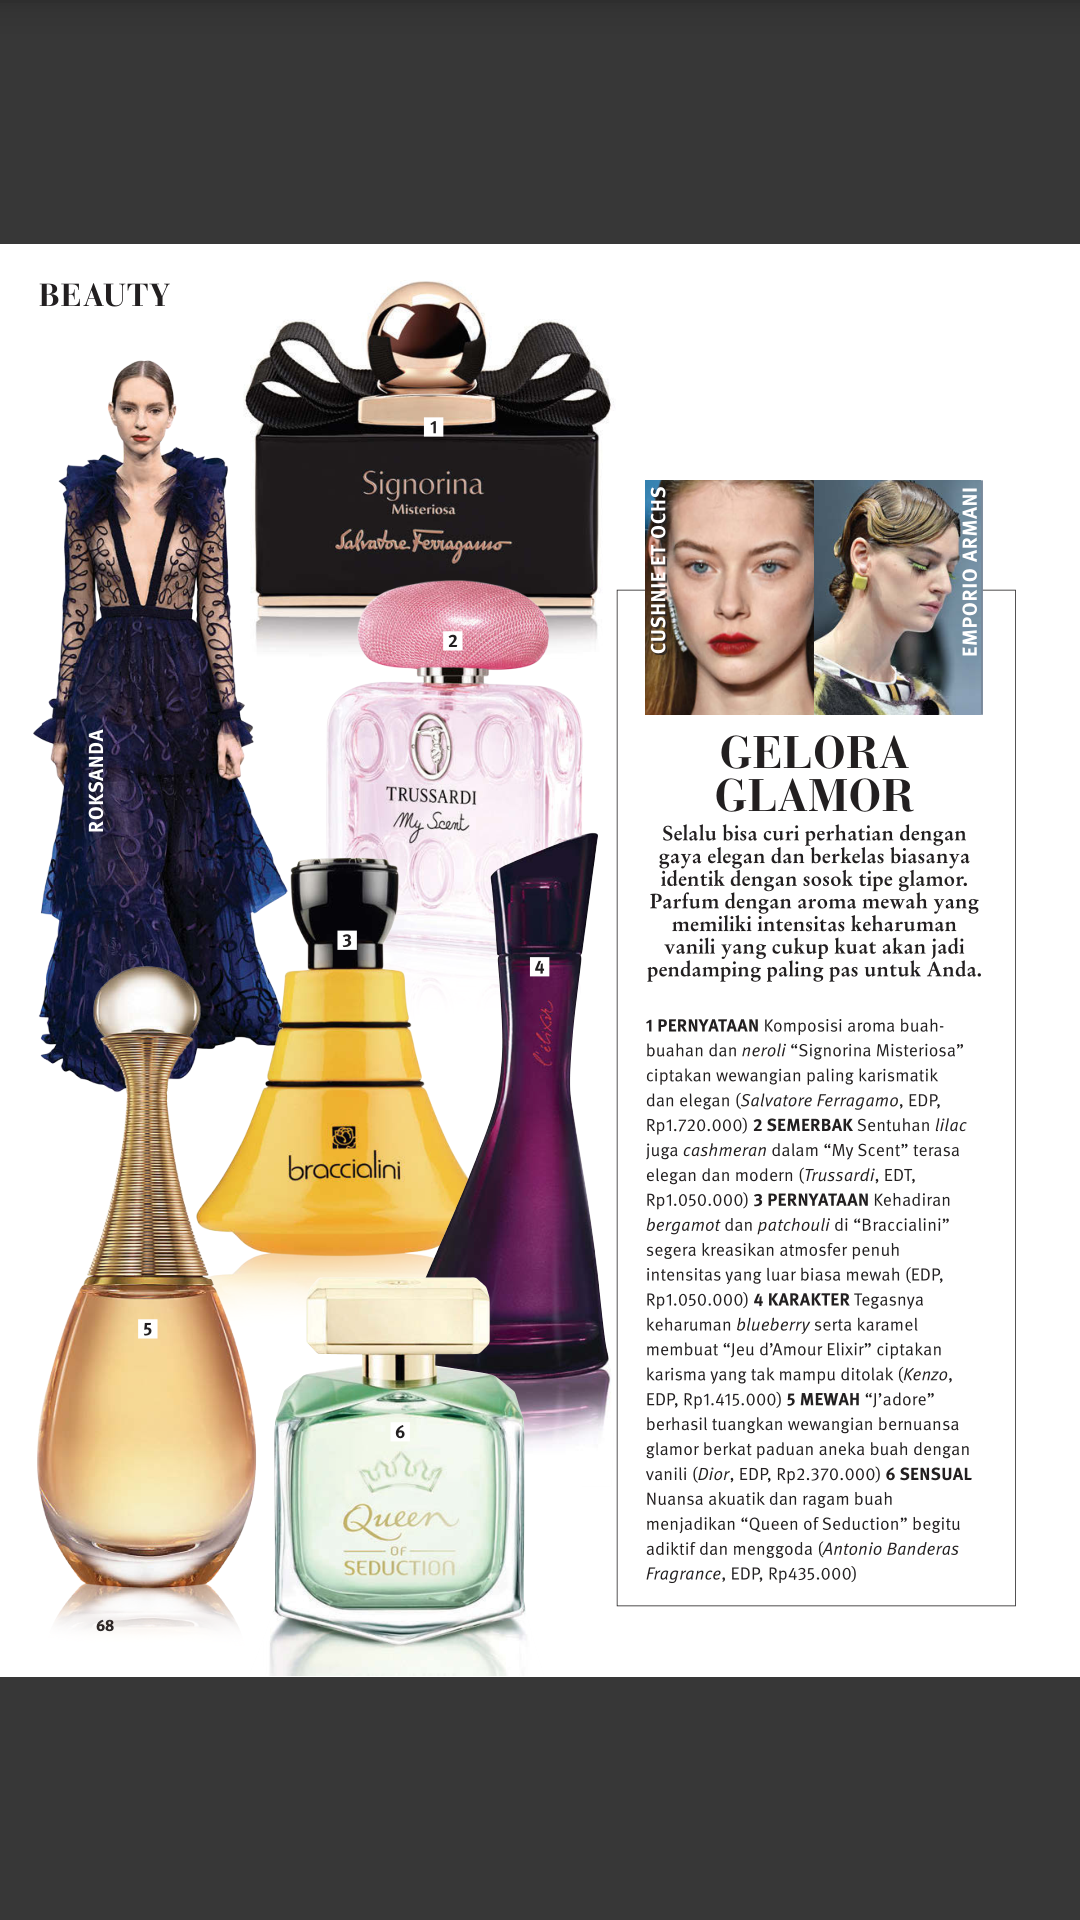 BEAUTY
1
Signorina
Misteriosa
Salvatore Ferragamo
2
TRUSSARDI
My Scent
ROKSANDA
3
braccialini
4
l'élixir
5
6
Queen
OF
SEDUCTION
68
CUSHNIE ET OCHS
EMPORIO ARMANI
GELORA
GLAMOR
Selalu bisa curi perhatian dengan
gaya elegan dan berkelas biasanya
identik dengan sosok tipe glamor.
Parfum dengan aroma mewah yang
memiliki intensitas keharuman
vanili yang cukup kuat akan jadi
pendamping paling pas untuk Anda.
1 PERNYATAAN Komposisi aroma buah-
buahan dan neroli “Signorina Misteriosa”
ciptakan wewangian paling karismatik
dan elegan (Salvatore Ferragamo, EDP,
Rp1.720.000) 2 SEMERBAK Sentuhan lilac
juga cashmeran dalam “My Scent” terasa
elegan dan modern (Trussardi, EDT,
Rp1.050.000) 3 PERNYATAAN Kehadiran
bergamot dan patchouli di “Braccialini”
segera kreasikan atmosfer penuh
intensitas yang luar biasa mewah (EDP,
Rp1.050.000) 4 KARAKTER Tegasnya
keharuman blueberry serta karamel
membuat “Jeu d’Amour Elixir” ciptakan
karisma yang tak mampu ditolak (Kenzo,
EDP, Rp1.415.000) 5 MEWAH “J’adore”
berhasil tuangkan wewangian bernuansa
glamor berkat paduan aneka buah dengan
vanili (Dior, EDP, Rp2.370.000) 6 SENSUAL
Nuansa akuatik dan ragam buah
menjadikan “Queen of Seduction” begitu
adiktif dan menggoda (Antonio Banderas
Fragrance, EDP, Rp435.000)